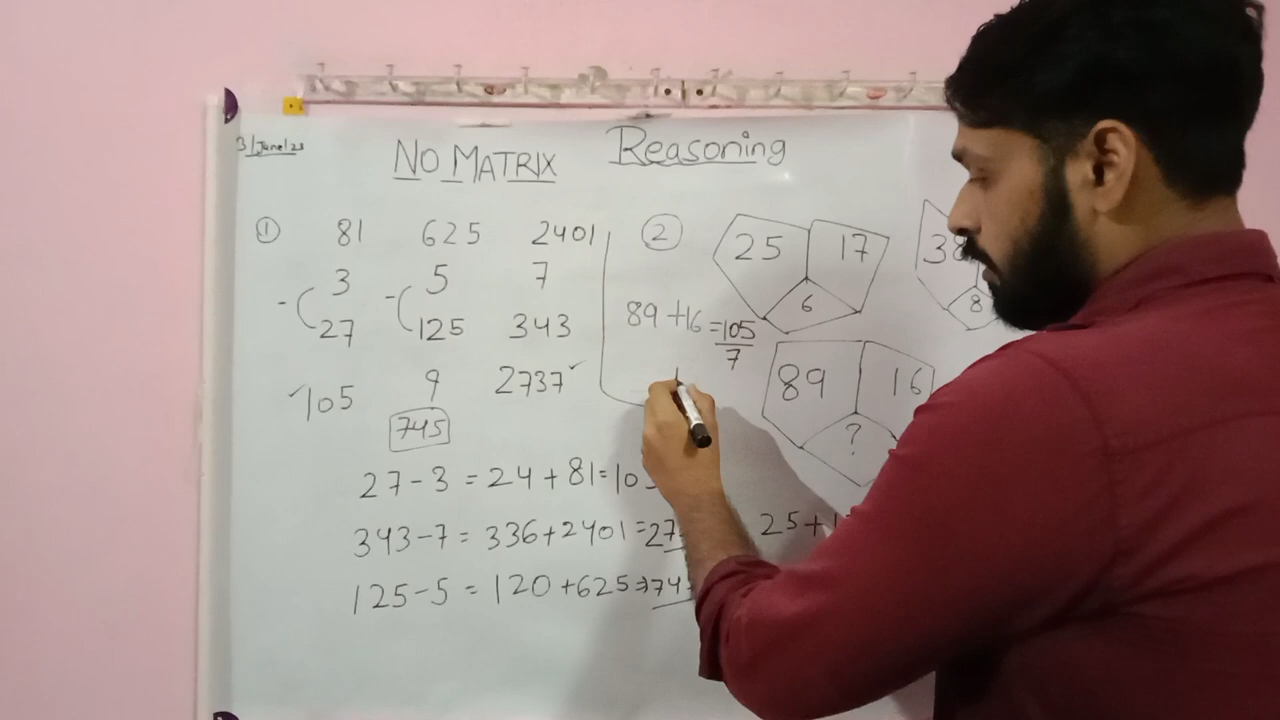 3/June/23
NO MATRIX Reasoning
① 81 625 2401
3 5 7
27 125 343
105 ? 2737
745
27-3 = 24 + 81 = 105
343-7 = 336+2401 =27
125-5 = 120 +625 ⇒ 745
② 25 17 6
38 8
89 +16 = 105
7
89 16 ?
25+1